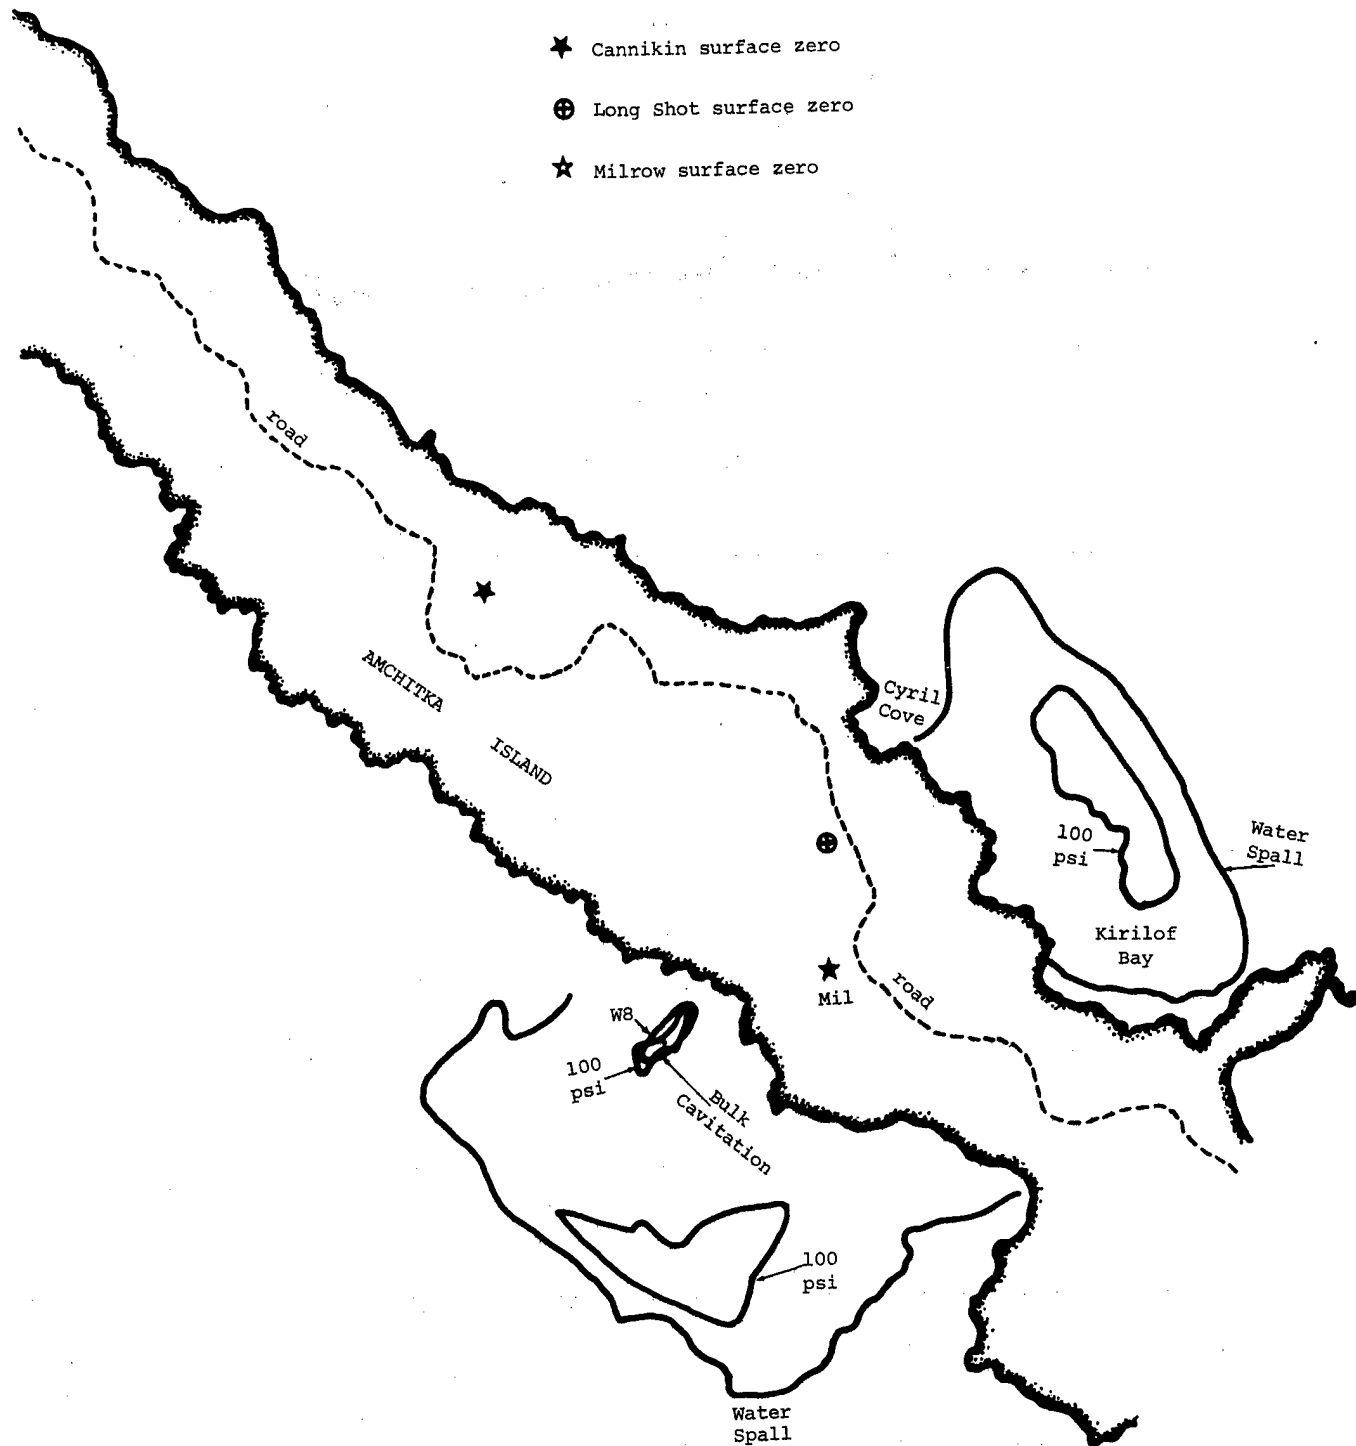 Cannikin surface zero
Long Shot surface zero
Milrow surface zero
road
AMCHITKA
ISLAND
Cyril
Cove
100
psi
Water
Spall
Kirilof
Bay
Mil
road
W8
100
psi
Bulk
Cavitation
100
psi
Water
Spall